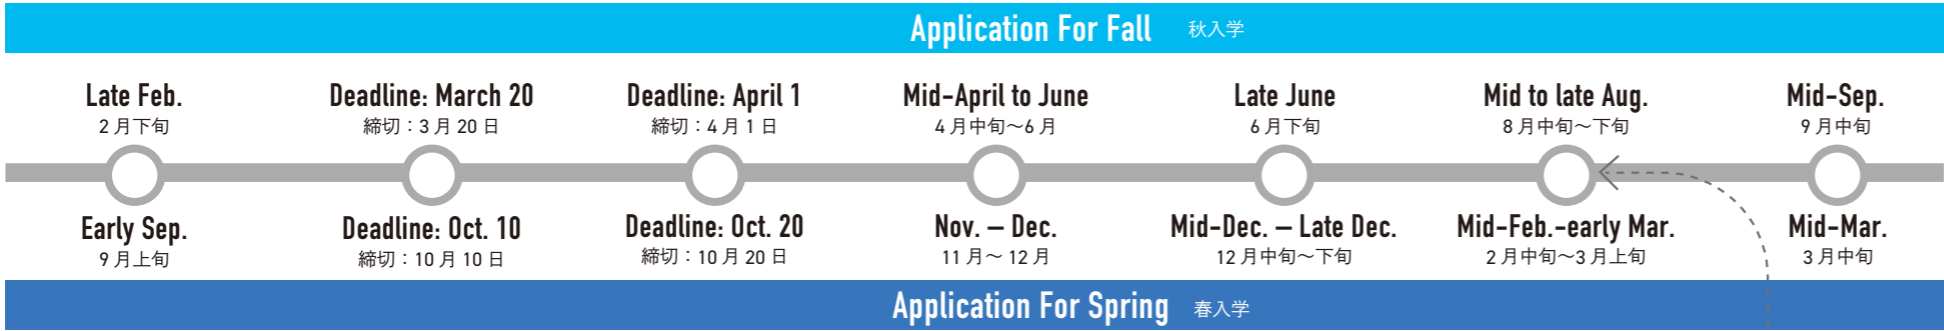 Application For Fall 秋入学
Late Feb. Deadline: March 20 Deadline: April 1 Mid-April to June Late June Mid to late Aug. Mid-Sep.
2月下旬 締切：3月20日 締切：4月1日 4月中旬〜6月 6月下旬 8月中旬〜下旬 9月中旬
Early Sep. Deadline: Oct. 10 Deadline: Oct. 20 Nov. – Dec. Mid-Dec. – Late Dec. Mid-Feb.-early Mar. Mid-Mar.
9月上旬 締切：10月10日 締切：10月20日 11月〜12月 12月中旬〜下旬 2月中旬〜3月上旬 3月中旬
Application For Spring 春入学